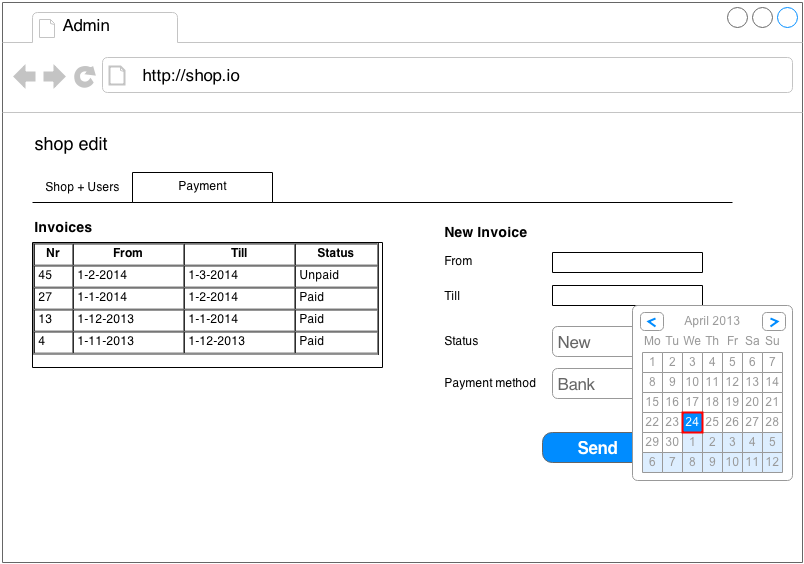 Admin
http://shop.io
shop edit
Shop + Users Payment
Invoices
Nr From Till Status
45 1-2-2014 1-3-2014 Unpaid
27 1-1-2014 1-2-2014 Paid
13 1-12-2013 1-1-2014 Paid
4 1-11-2013 1-12-2013 Paid
New Invoice
From
Till
Status New
Payment method Bank
Send
< April 2013 >
Mo Tu We Th Fr Sa Su
1 2 3 4 5 6 7
8 9 10 11 12 13 14
15 16 17 18 19 20 21
22 23 24 25 26 27 28
29 30 1 2 3 4 5
6 7 8 9 10 11 12